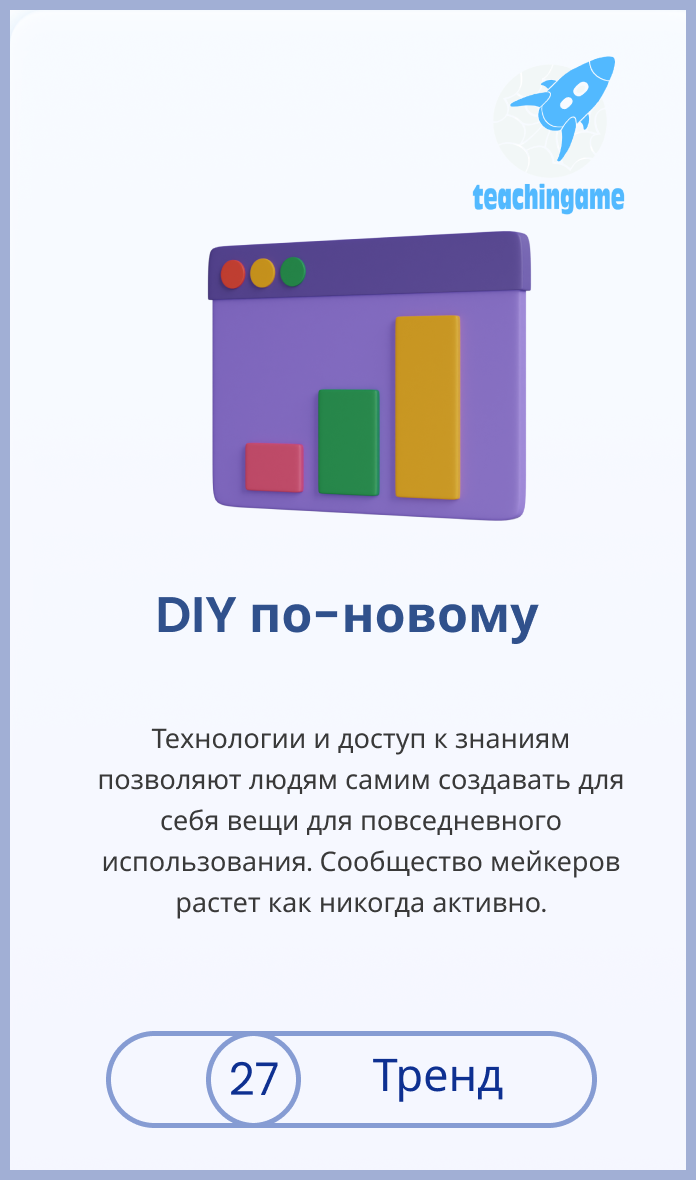 teachingame
DIY по-новому
Технологии и доступ к знаниям
позволяют людям самим создавать для
себя вещи для повседневного
использования. Сообщество мейкеров
растет как никогда активно.
27 Тренд